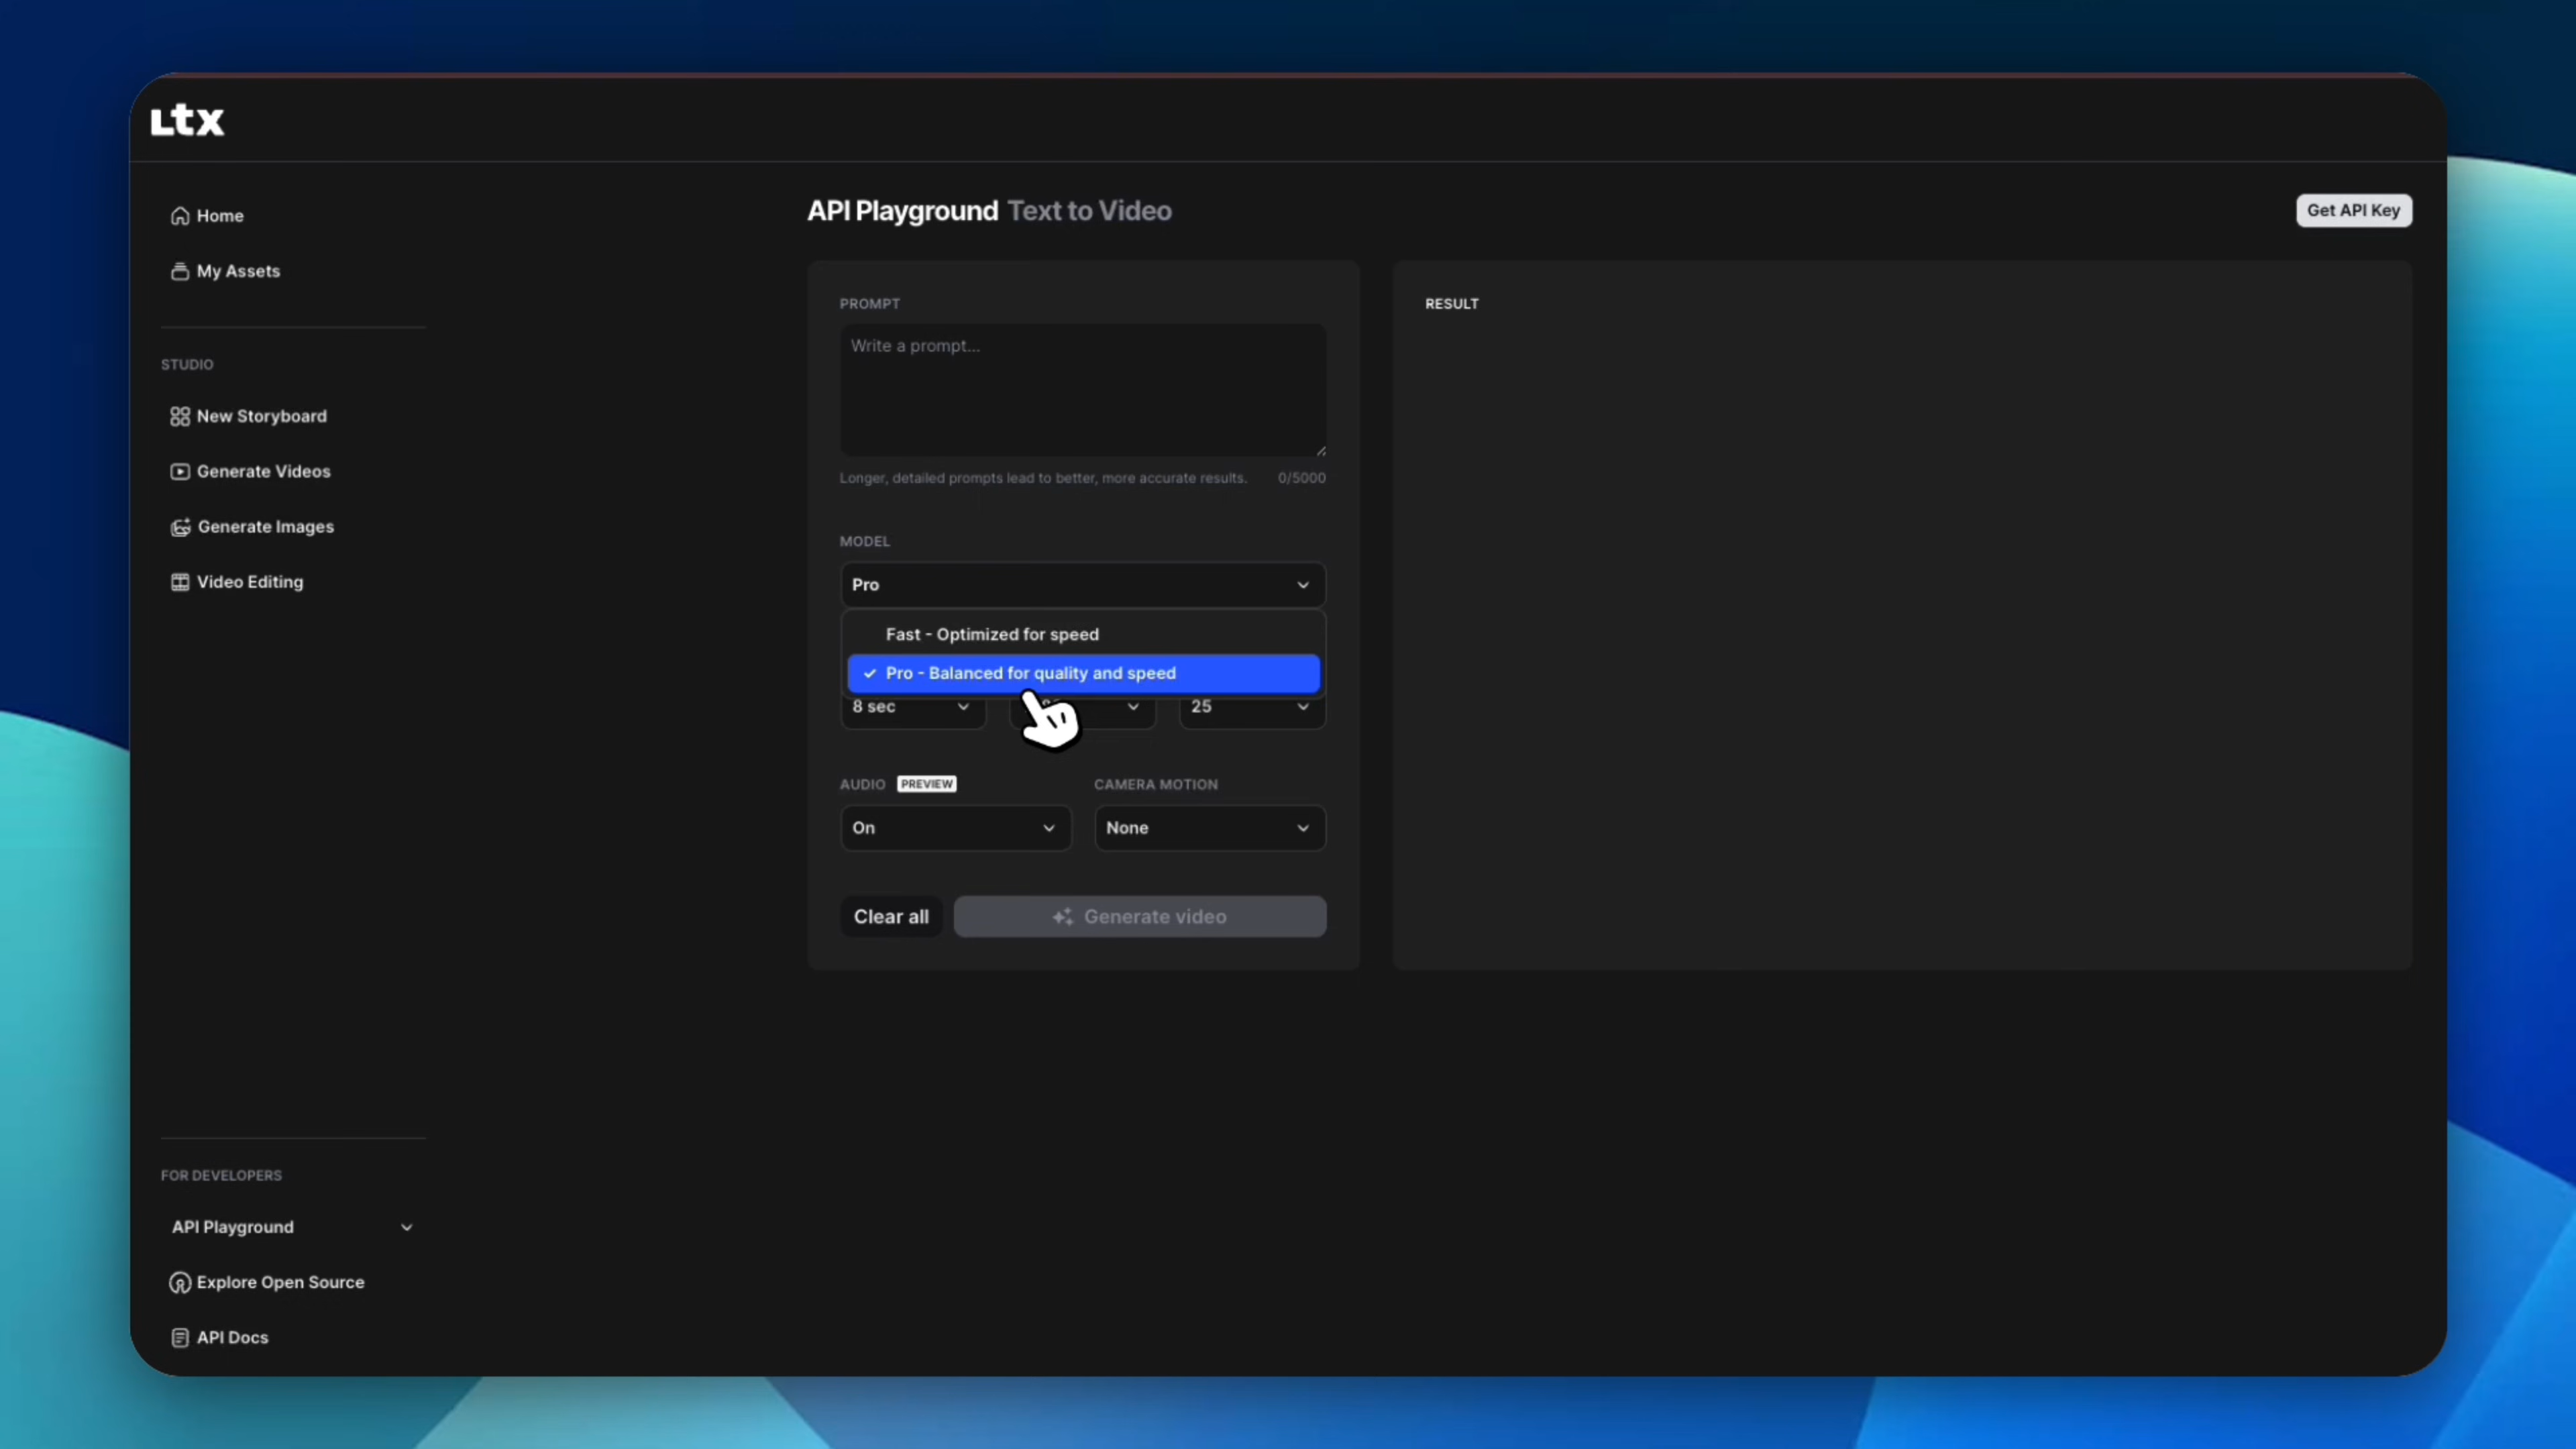 Ltx
Home
My Assets
STUDIO
New Storyboard
Generate Videos
Generate Images
Video Editing
FOR DEVELOPERS
API Playground
Explore Open Source
API Docs
API Playground Text to Video
Get API Key
PROMPT
Write a prompt...
Longer, detailed prompts lead to better, more accurate results. 0/5000
MODEL
Pro
Fast - Optimized for speed
Pro - Balanced for quality and speed
8 sec
25
AUDIO PREVIEW
CAMERA MOTION
On
None
Clear all
Generate video
RESULT